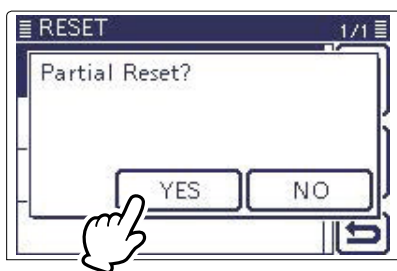 RESET 1/1
Partial Reset?
YES NO